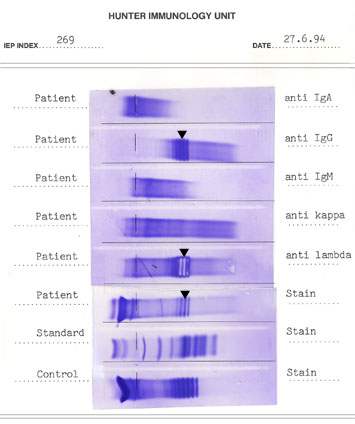 HUNTER IMMUNOLOGY UNIT
IEP INDEX 269 DATE 27.6.94
Patient anti IgA
Patient anti IgG
Patient anti IgM
Patient anti kappa
Patient anti lambda
Patient Stain
Standard Stain
Control Stain